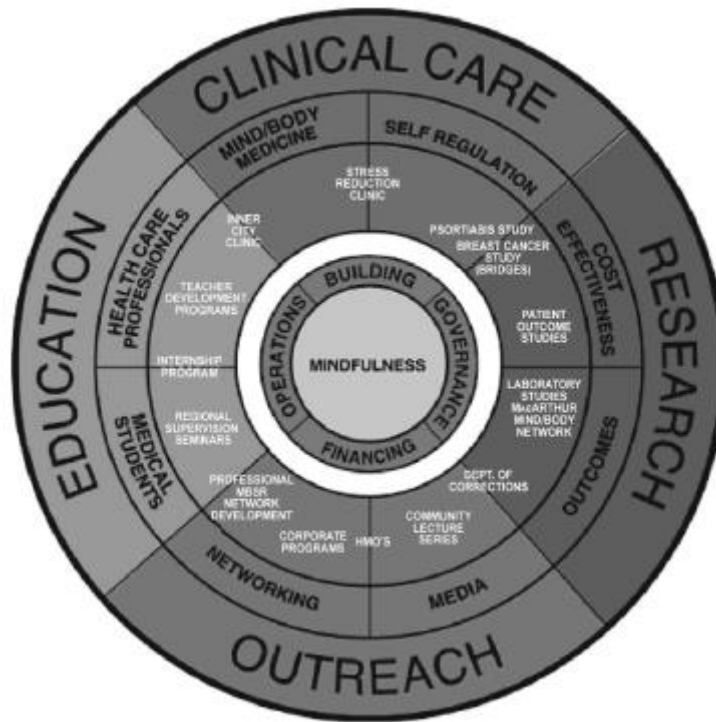 CLINICAL CARE
MIND/BODY
MEDICINE
SELF REGULATION
STRESS
REDUCTION
CLINIC
INNER
CITY
CLINIC
PSORTIASIS STUDY
BREAST CANCER
STUDY
(BRIDGES)
RESEARCH
COST
EFFECTIVENESS
PATIENT
OUTCOME
STUDIES
LABORATORY
STUDIES
MACARTHUR
MIND/BODY
NETWORK
OUTCOMES
EDUCATION
HEALTH CARE
PROFESSIONALS
TEACHER
DEVELOPMENT
PROGRAMS
INTERNSHIP
PROGRAM
MEDICAL
STUDENTS
REGIONAL
SUPERVISION
SEMINARS
BUILDING
OPERATIONS
GOVERNANCE
MINDFULNESS
FINANCING
PROFESSIONAL
MBSR
NETWORK
DEVELOPMENT
CORPORATE
PROGRAMS
HMO'S
COMMUNITY
LECTURE
SERIES
DEPT. OF
CORRECTIONS
NETWORKING
MEDIA
OUTREACH